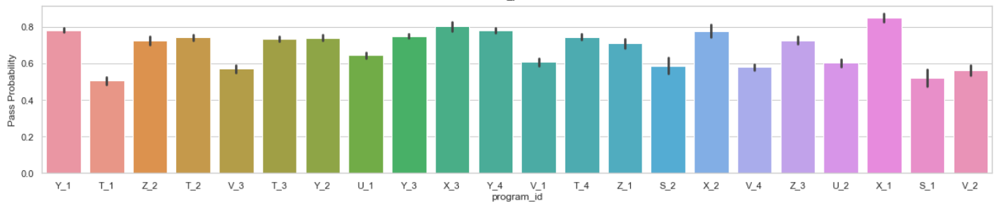 Pass Probability
0.8
0.6
0.4
0.2
0.0
Y_1 T_1 Z_2 T_2 V_3 T_3 Y_2 U_1 Y_3 X_3 Y_4 V_1 T_4 Z_1 S_2 X_2 V_4 Z_3 U_2 X_1 S_1 V_2
program_id